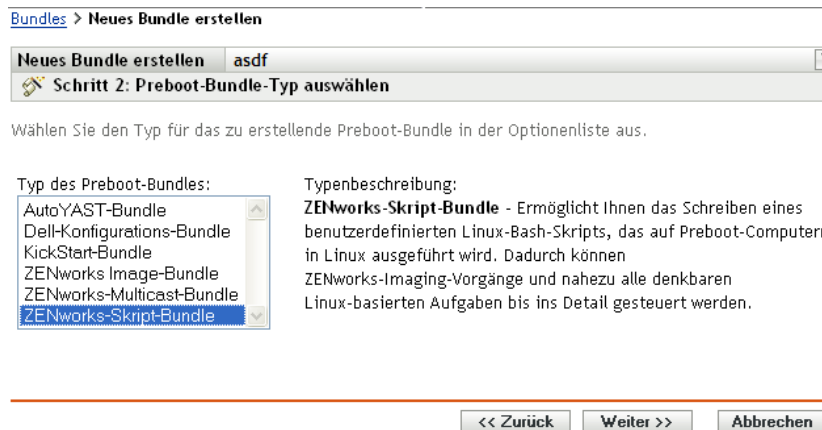 Bundles > Neues Bundle erstellen
Neues Bundle erstellen asdf
Schritt 2: Preboot-Bundle-Typ auswählen
Wählen Sie den Typ für das zu erstellende Preboot-Bundle in der Optionenliste aus.
Typ des Preboot-Bundles:
AutoYAST-Bundle
Dell-Konfigurations-Bundle
KickStart-Bundle
ZENworks Image-Bundle
ZENworks-Multicast-Bundle
ZENworks-Skript-Bundle
Typenbeschreibung:
ZENworks-Skript-Bundle - Ermöglicht Ihnen das Schreiben eines
benutzerdefinierten Linux-Bash-Skripts, das auf Preboot-Computern
in Linux ausgeführt wird. Dadurch können
ZENworks-Imaging-Vorgänge und nahezu alle denkbaren
Linux-basierten Aufgaben bis ins Detail gesteuert werden.
<< Zurück Weiter >> Abbrechen